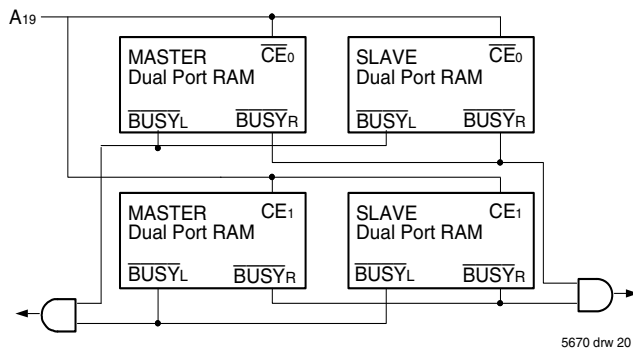 A19
MASTER CE0
Dual Port RAM
BUSYL BUSYR
SLAVE CE0
Dual Port RAM
BUSYL BUSYR
MASTER CE1
Dual Port RAM
BUSYL BUSYR
SLAVE CE1
Dual Port RAM
BUSYL BUSYR
5670 drw 20